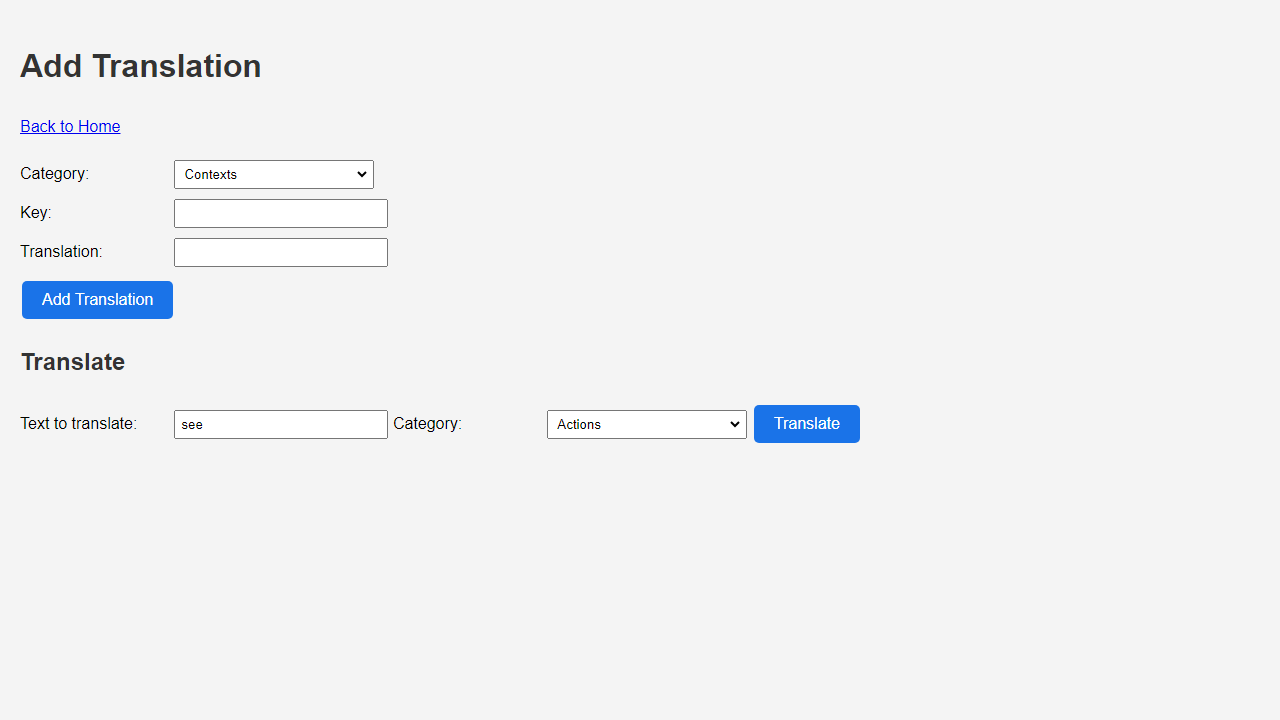 Add Translation
Back to Home
Category: Contexts
Key:
Translation:
Add Translation
Translate
Text to translate: see Category: Actions Translate